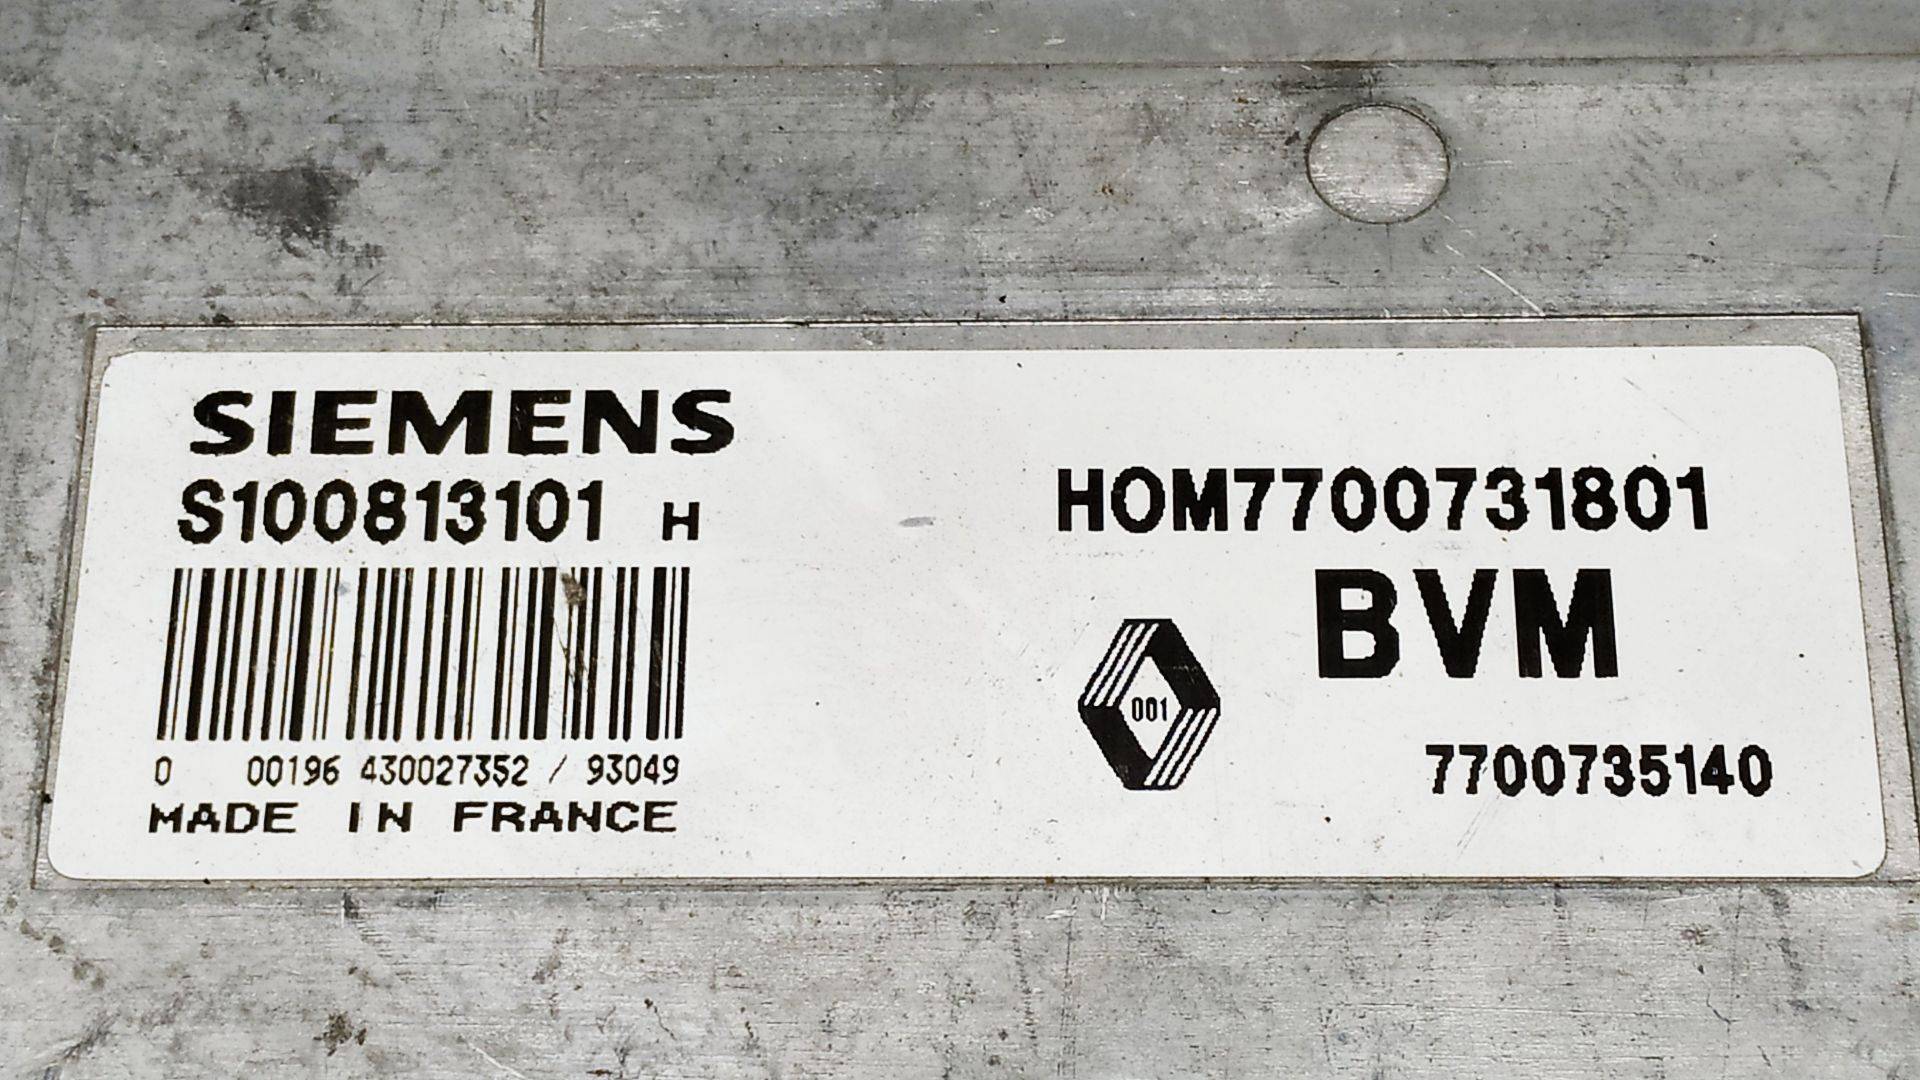 SIEMENS
S100813101 H
0 00196 430027352 / 93049
MADE IN FRANCE
HOM7700731801
BVM
001
7700735140